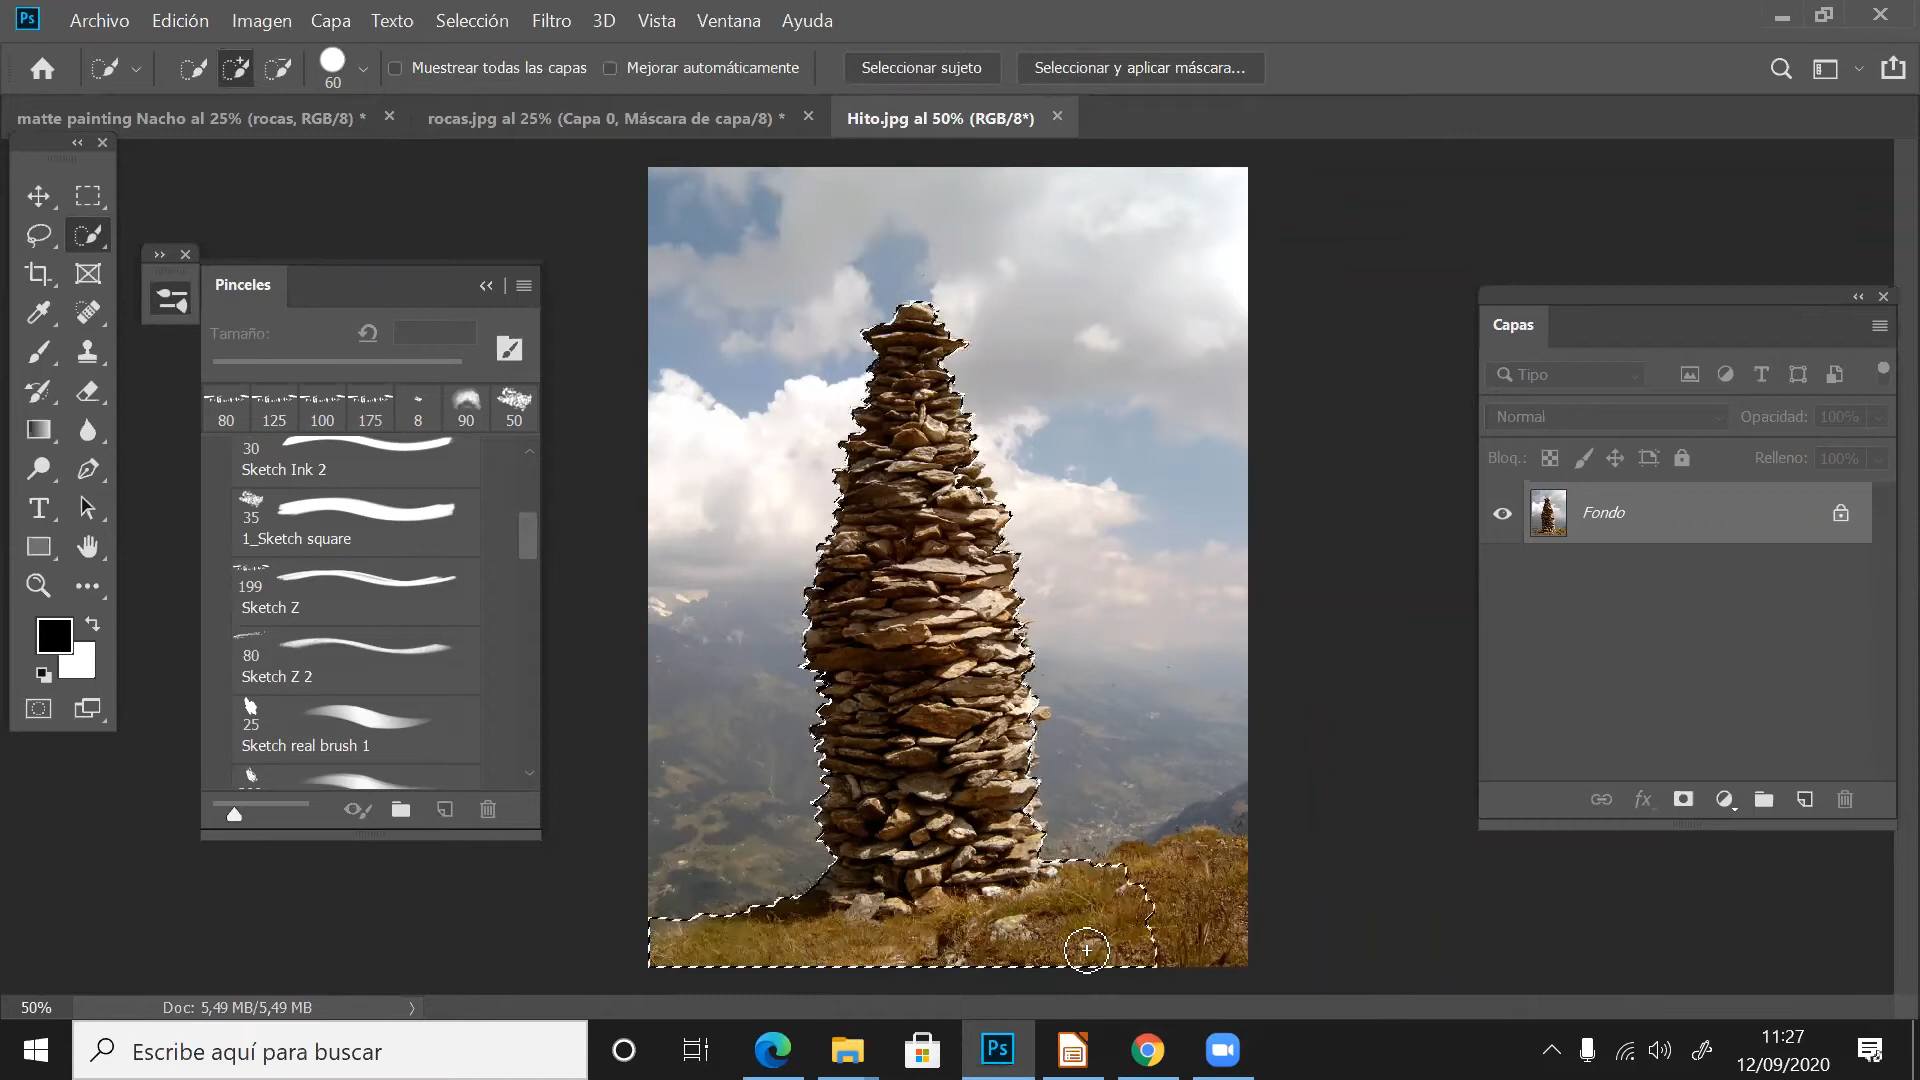 Ps Archivo Edición Imagen Capa Texto Selección Filtro 3D Vista Ventana Ayuda
60 Muestrear todas las capas Mejorar automáticamente Seleccionar sujeto Seleccionar y aplicar máscara...
matte painting Nacho al 25% (rocas, RGB/8) * rocas.jpg al 25% (Capa 0, Máscara de capa/8) * Hito.jpg al 50% (RGB/8*)
Pinceles
Tamaño:
80 125 100 175 8 90 50
30
Sketch Ink 2
35
1_Sketch square
199
Sketch Z
80
Sketch Z 2
25
Sketch real brush 1
Capas
Tipo
Normal Opacidad: 100%
Bloq.: Relleno: 100%
Fondo
fx
50% Doc: 5,49 MB/5,49 MB
Escribe aquí para buscar
Ps
11:27
12/09/2020